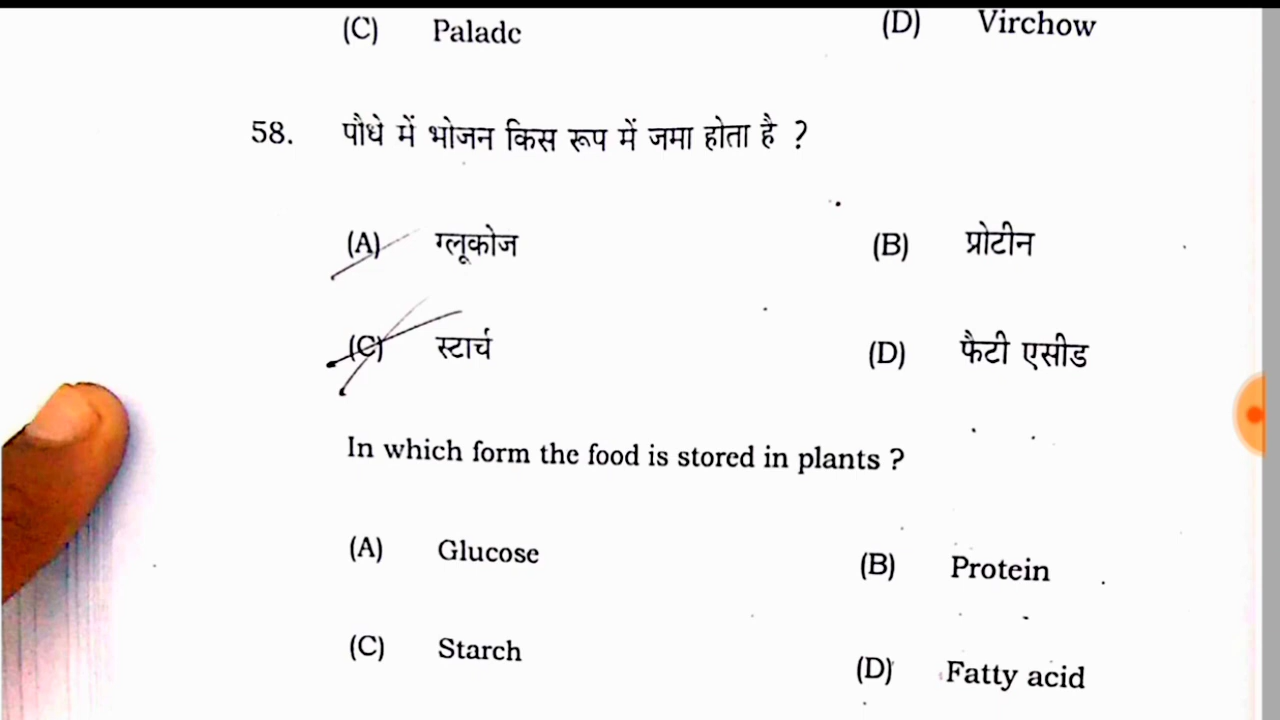 (C) Paladc (D) Virchow
58. पौधे में भोजन किस रूप में जमा होता है ?
(A) ग्लूकोज (B) प्रोटीन
(C) स्टार्च (D) फैटी एसीड
In which form the food is stored in plants ?
(A) Glucose (B) Protein
(C) Starch (D) Fatty acid